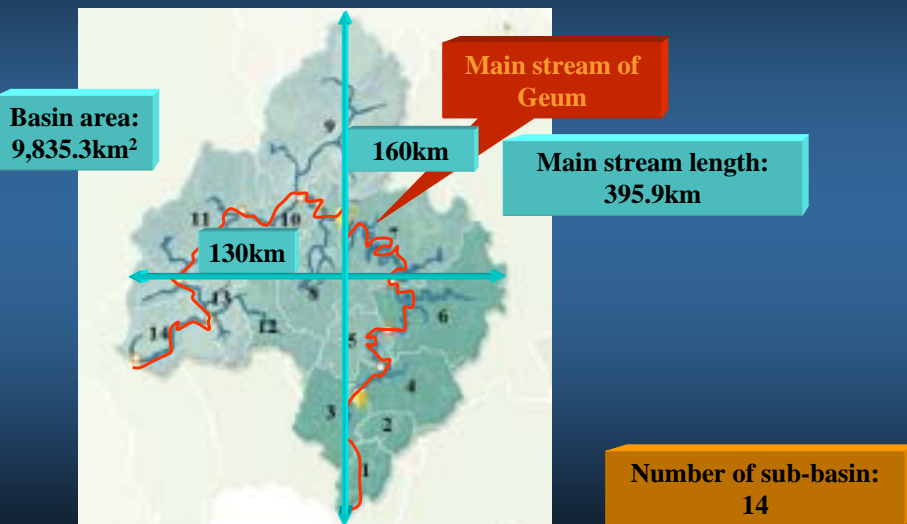 Main stream of
Geum
Basin area:
9,835.3km²
160km
Main stream length:
395.9km
130km
9
11
10
7
8
13
12
14
6
5
4
3
2
1
Number of sub-basin:
14